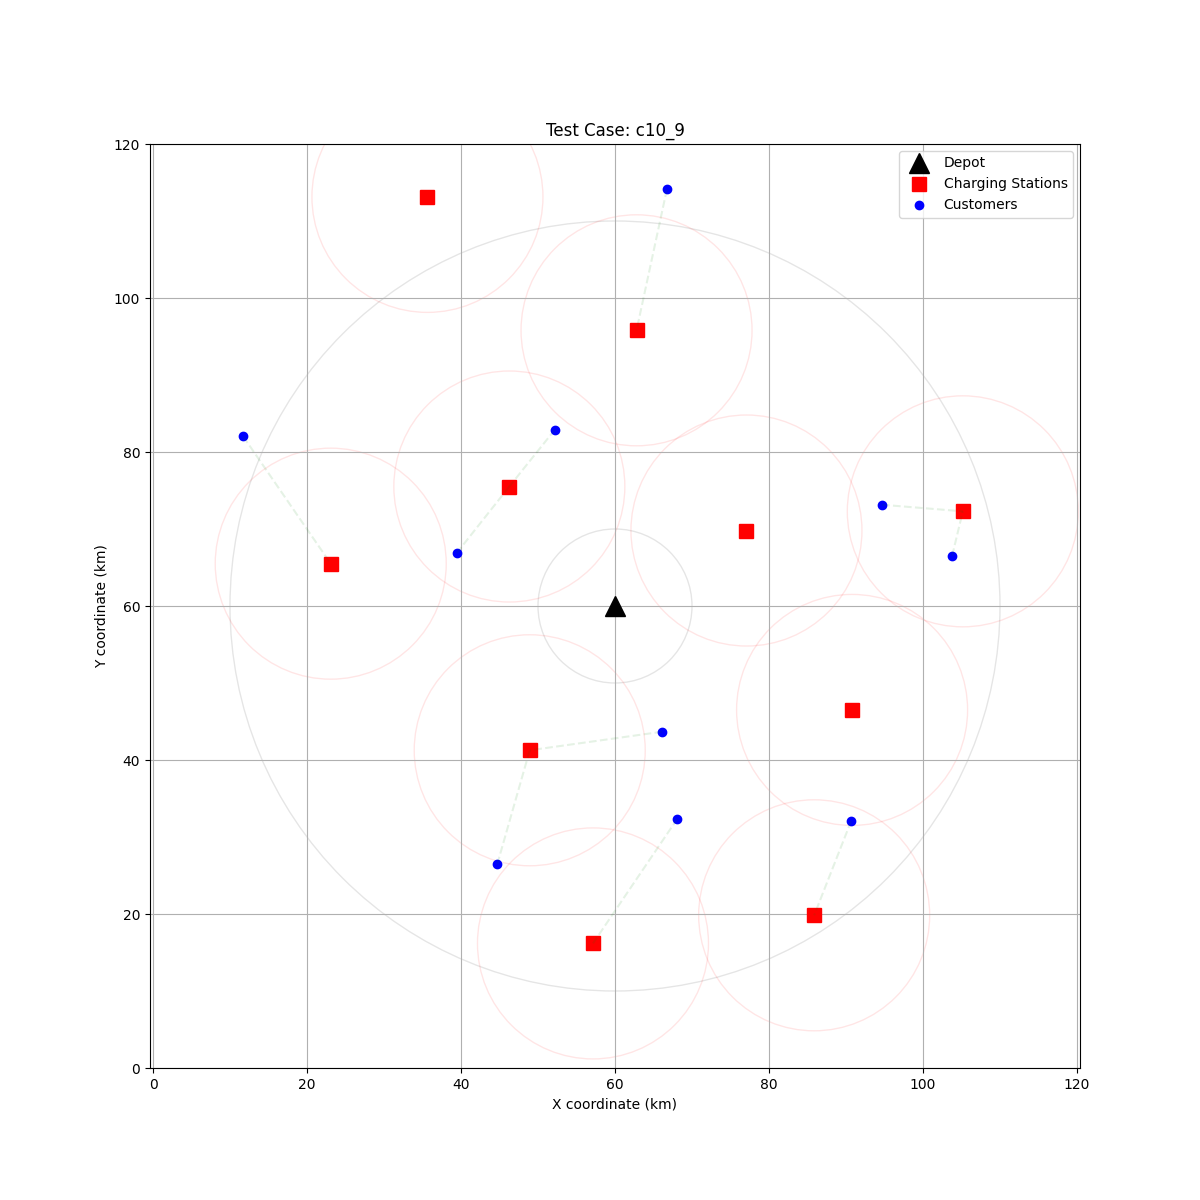 Test Case: c10_9
Depot
Charging Stations
Customers
120
100
80
60
40
20
0
Y coordinate (km)
0 20 40 60 80 100 120
X coordinate (km)